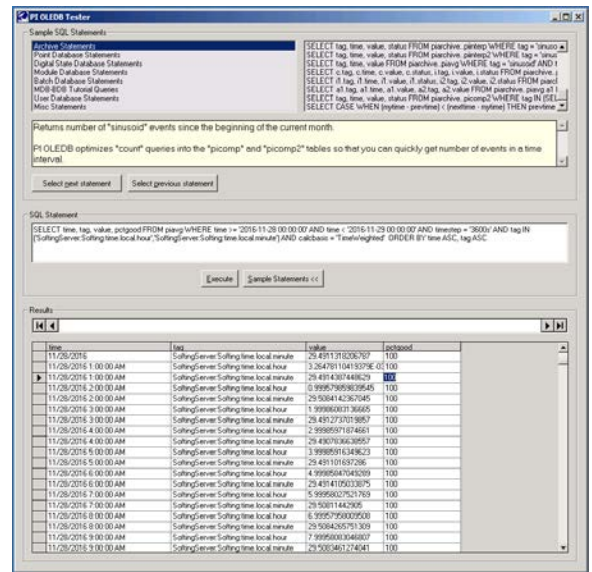 PI OLEDB Tester
Sample SQL Statements
Archive Statements
Point Database Statements
Digital State Database Statements
Module Database Statements
Batch Database Statements
MDB-BDB Tutorial Queries
User Database Statements
Misc Statements
SELECT tag, time, value, status FROM piarchive..piinterp WHERE tag = 'sinuso
SELECT tag, time, value, status FROM piarchive..piinterp2 WHERE tag = 'sinus
SELECT tag, time, value FROM piarchive..piavg WHERE tag = 'sinusoid' AND t
SELECT c.tag, c.time, c.value, c.status, i.tag, i.value, i.status FROM piarchive..
SELECT i1.tag, i1.time, i1.value, i2.tag, i2.value, i2.status FROM piarch
SELECT a1.tag, a1.time, a1.value, a2.tag, a2.value FROM piarchive..piavg a1
SELECT tag, time, value, status FROM piarchive..picomp2 WHERE tag IN (SEL
SELECT CASE WHEN (mytime - prevtime) < (nexttime - mytime) THEN prevtime
Returns number of "sinusoid" events since the beginning of the current month.
PI OLEDB optimizes "count" queries into the "picomp" and "picomp2" tables so that you can quickly get number of events in a time
interval.
Select next statement
Select previous statement
SQL Statement
SELECT time, tag, value, pctgood FROM piavg WHERE time >= '2016-11-28 00:00:00' AND time < '2016-11-29 00:00:00' AND timestep = '3600s' AND tag IN
('SoftingServer:Softing:time.local.hour','SoftingServer:Softing:time.local.minute') AND calcbasis = 'TimeWeighted' ORDER BY time ASC, tag ASC
Execute
Sample Statements <<
Results
time tag value pctgood
11/28/2016 SoftingServer:Softing:time.local.minute 29.4911318206787 100
11/28/2016 1:00:00 AM SoftingServer:Softing:time.local.hour 3.26478110419379E-03 100
11/28/2016 1:00:00 AM SoftingServer:Softing:time.local.minute 29.4914387448629 100
11/28/2016 2:00:00 AM SoftingServer:Softing:time.local.hour 0.999579859839545 100
11/28/2016 2:00:00 AM SoftingServer:Softing:time.local.minute 29.5084142367045 100
11/28/2016 3:00:00 AM SoftingServer:Softing:time.local.hour 1.99986083136665 100
11/28/2016 3:00:00 AM SoftingServer:Softing:time.local.minute 29.4912737019857 100
11/28/2016 4:00:00 AM SoftingServer:Softing:time.local.hour 2.99985971874661 100
11/28/2016 4:00:00 AM SoftingServer:Softing:time.local.minute 29.4907836638557 100
11/28/2016 5:00:00 AM SoftingServer:Softing:time.local.hour 3.99985916349623 100
11/28/2016 5:00:00 AM SoftingServer:Softing:time.local.minute 29.491101697286 100
11/28/2016 6:00:00 AM SoftingServer:Softing:time.local.hour 4.99985047049289 100
11/28/2016 6:00:00 AM SoftingServer:Softing:time.local.minute 29.4914105033875 100
11/28/2016 7:00:00 AM SoftingServer:Softing:time.local.hour 5.99958027521769 100
11/28/2016 7:00:00 AM SoftingServer:Softing:time.local.minute 29.50811442905 100
11/28/2016 8:00:00 AM SoftingServer:Softing:time.local.hour 6.99957958009508 100
11/28/2016 8:00:00 AM SoftingServer:Softing:time.local.minute 29.5084265751309 100
11/28/2016 9:00:00 AM SoftingServer:Softing:time.local.hour 7.99958083046807 100
11/28/2016 9:00:00 AM SoftingServer:Softing:time.local.minute 29.5083461274041 100